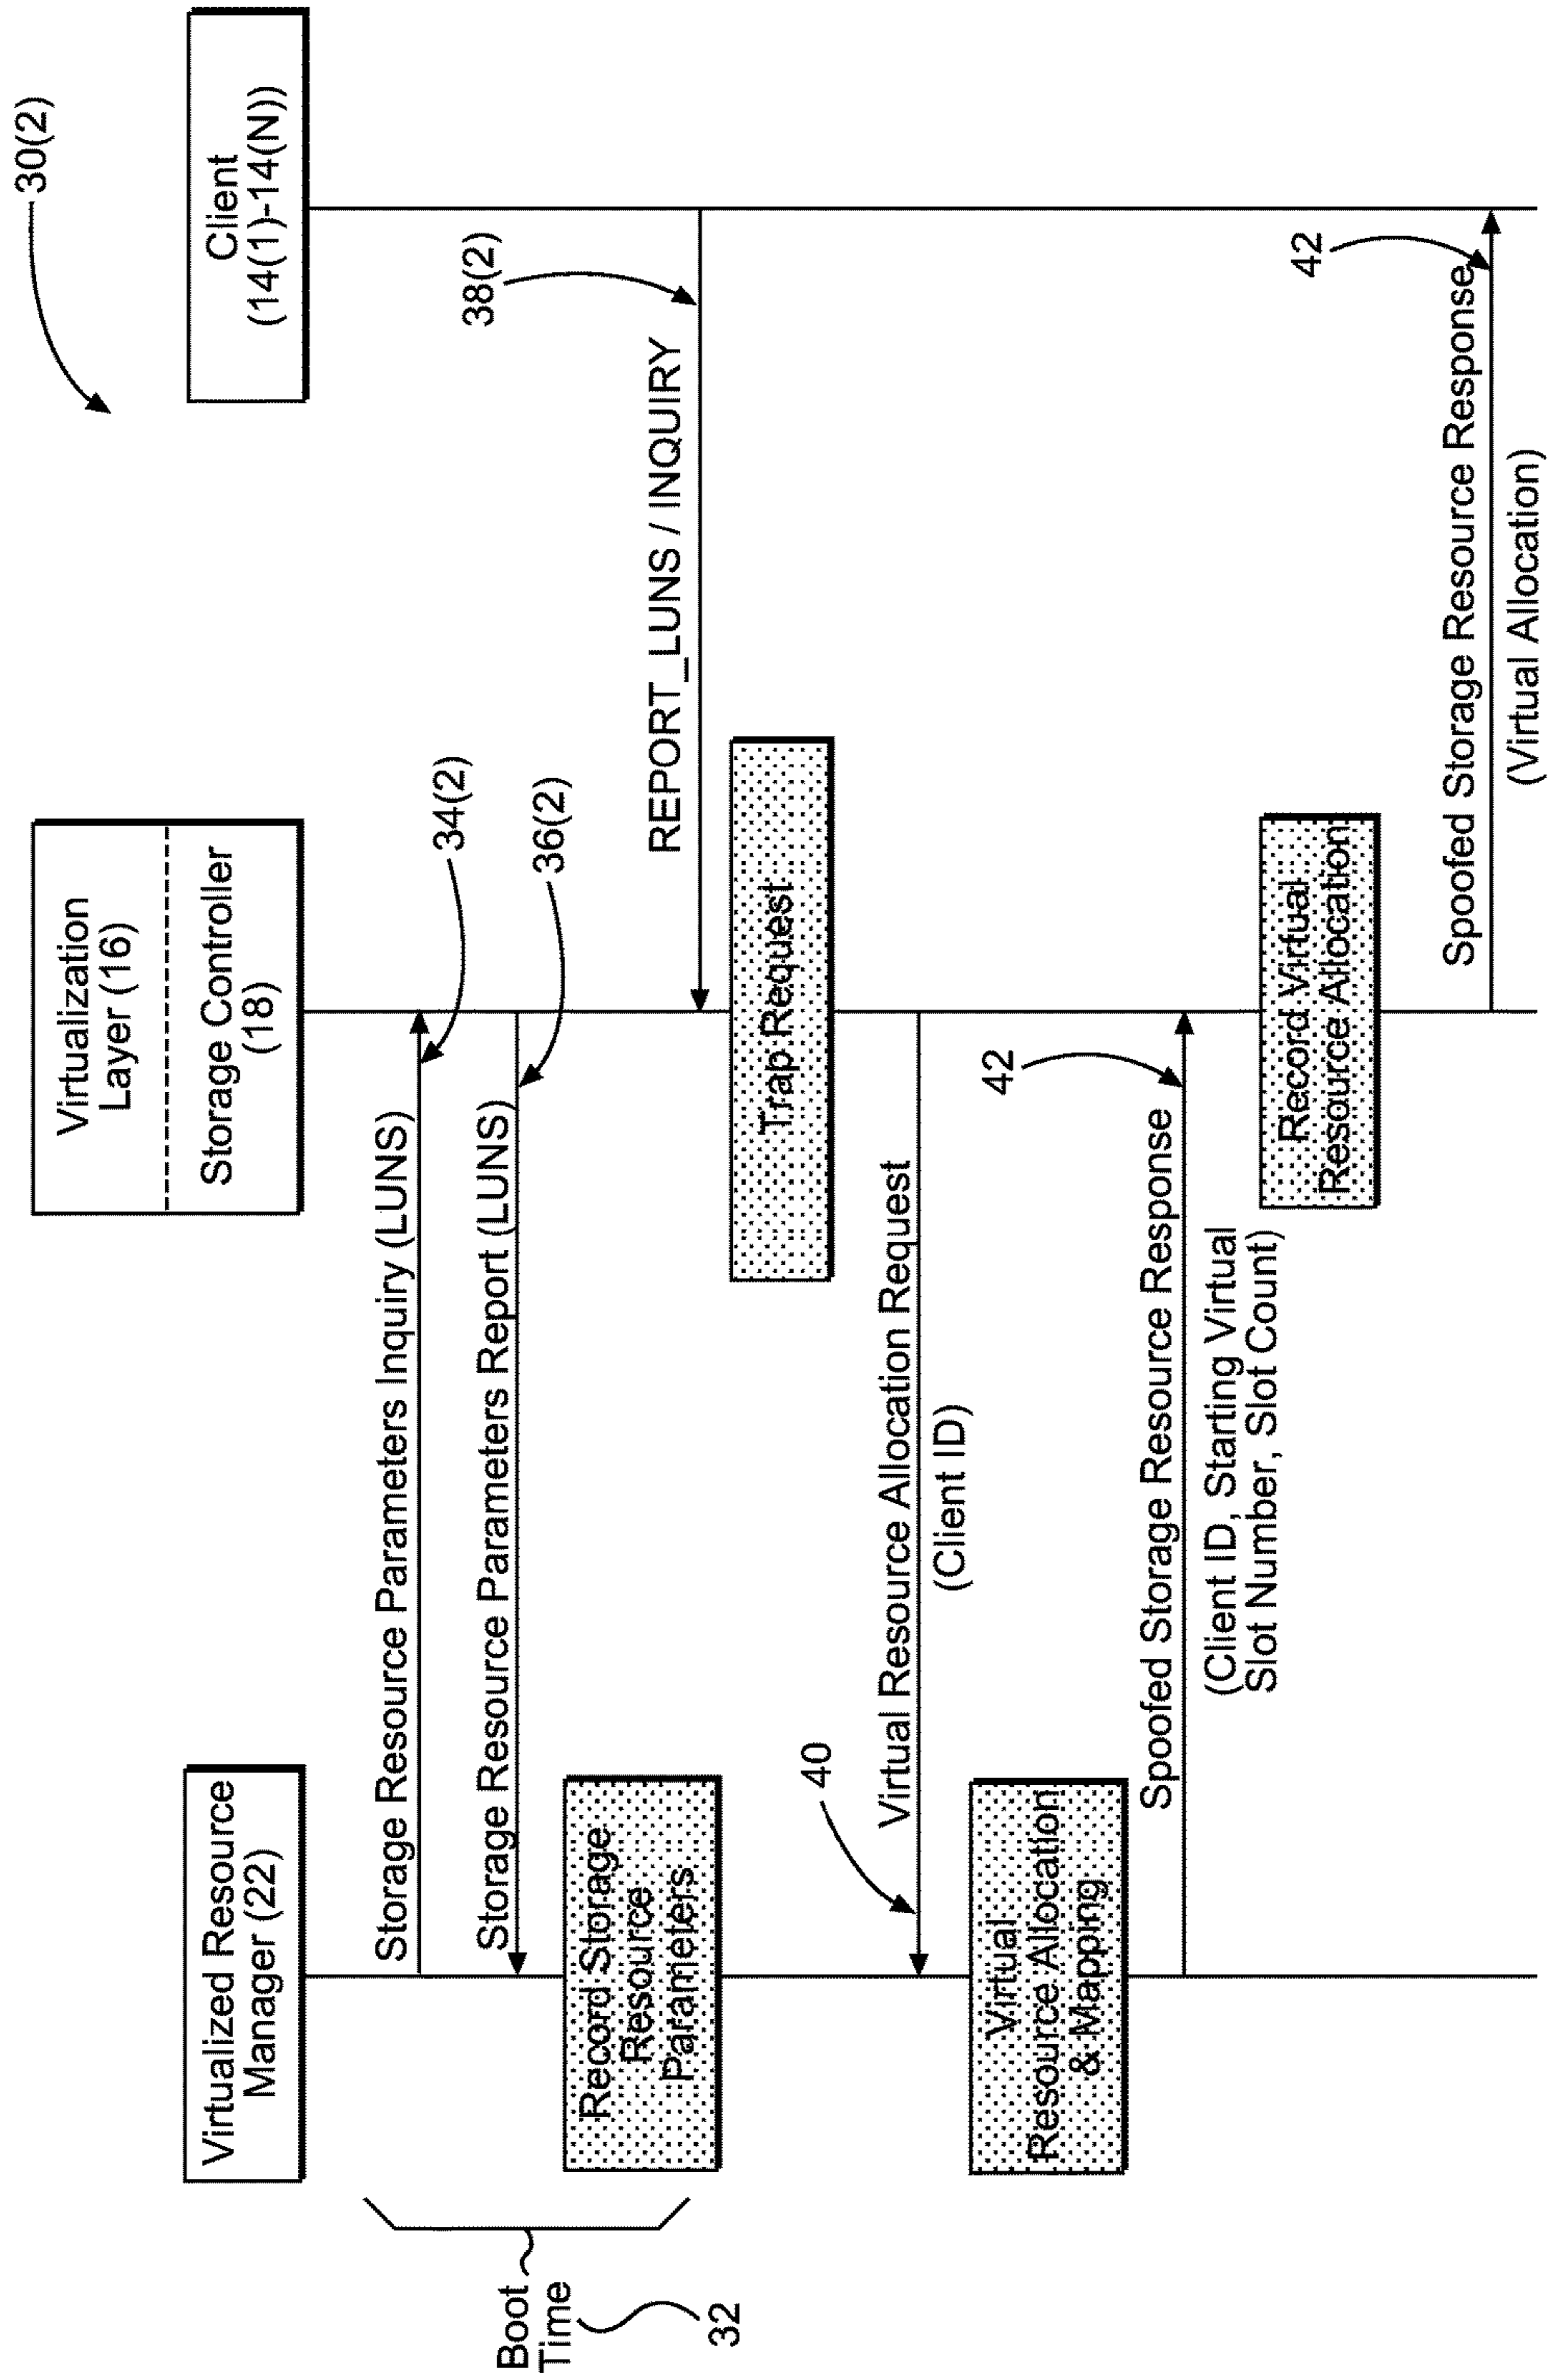 30(2)
Virtualized Resource
Manager (22)
Virtualization
Layer (16)
Storage Controller
(18)
Client
(14(1)-14(N))
Boot
Time
32
Storage Resource Parameters Inquiry (LUNS)
34(2)
Storage Resource Parameters Report (LUNS)
36(2)
Record Storage
Resource
Parameters
REPORT_LUNS / INQUIRY
38(2)
Trap Request
40
Virtual Resource Allocation Request
(Client ID)
Virtual
Resource Allocation
& Mapping
42
Spoofed Storage Resource Response
(Client ID, Starting Virtual
Slot Number, Slot Count)
Record Virtual
Resource Allocation
42
Spoofed Storage Resource Response
(Virtual Allocation)